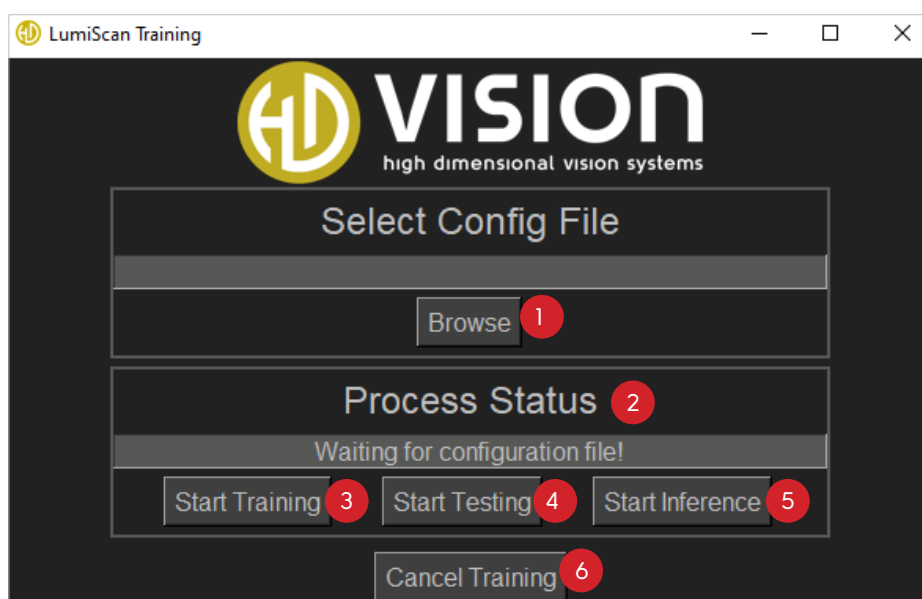 LumiScan Training
HD VISION
high dimensional vision systems
Select Config File
Browse 1
Process Status 2
Waiting for configuration file!
Start Training 3 Start Testing 4 Start Inference 5
Cancel Training 6